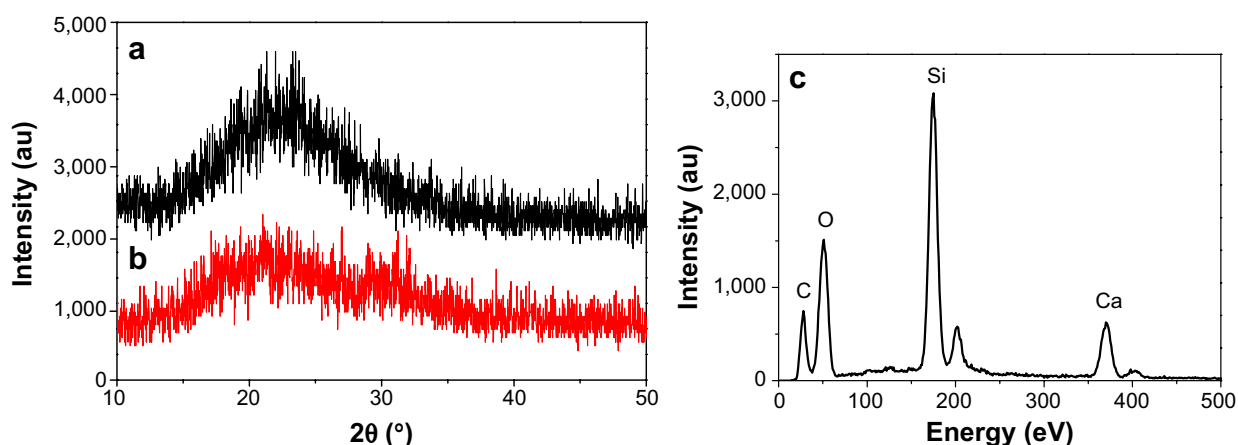 a
b
5,000
4,000
3,000
2,000
1,000
0
10 20 30 40 50
Intensity (au)
2θ (°)
c
Si
O
C
Ca
3,000
2,000
1,000
0
0 100 200 300 400 500
Intensity (au)
Energy (eV)